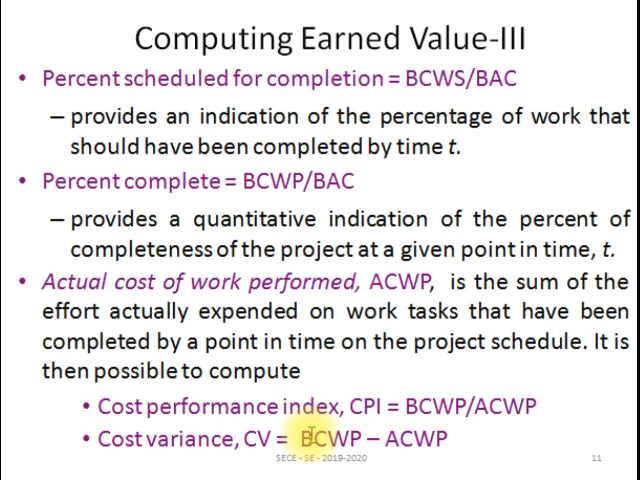 Computing Earned Value-III
• Percent scheduled for completion = BCWS/BAC
– provides an indication of the percentage of work that
should have been completed by time t.
• Percent complete = BCWP/BAC
– provides a quantitative indication of the percent of
completeness of the project at a given point in time, t.
• Actual cost of work performed, ACWP, is the sum of the
effort actually expended on work tasks that have been
completed by a point in time on the project schedule. It is
then possible to compute
• Cost performance index, CPI = BCWP/ACWP
• Cost variance, CV = BCWP – ACWP
SECE - SE - 2019-2020
11